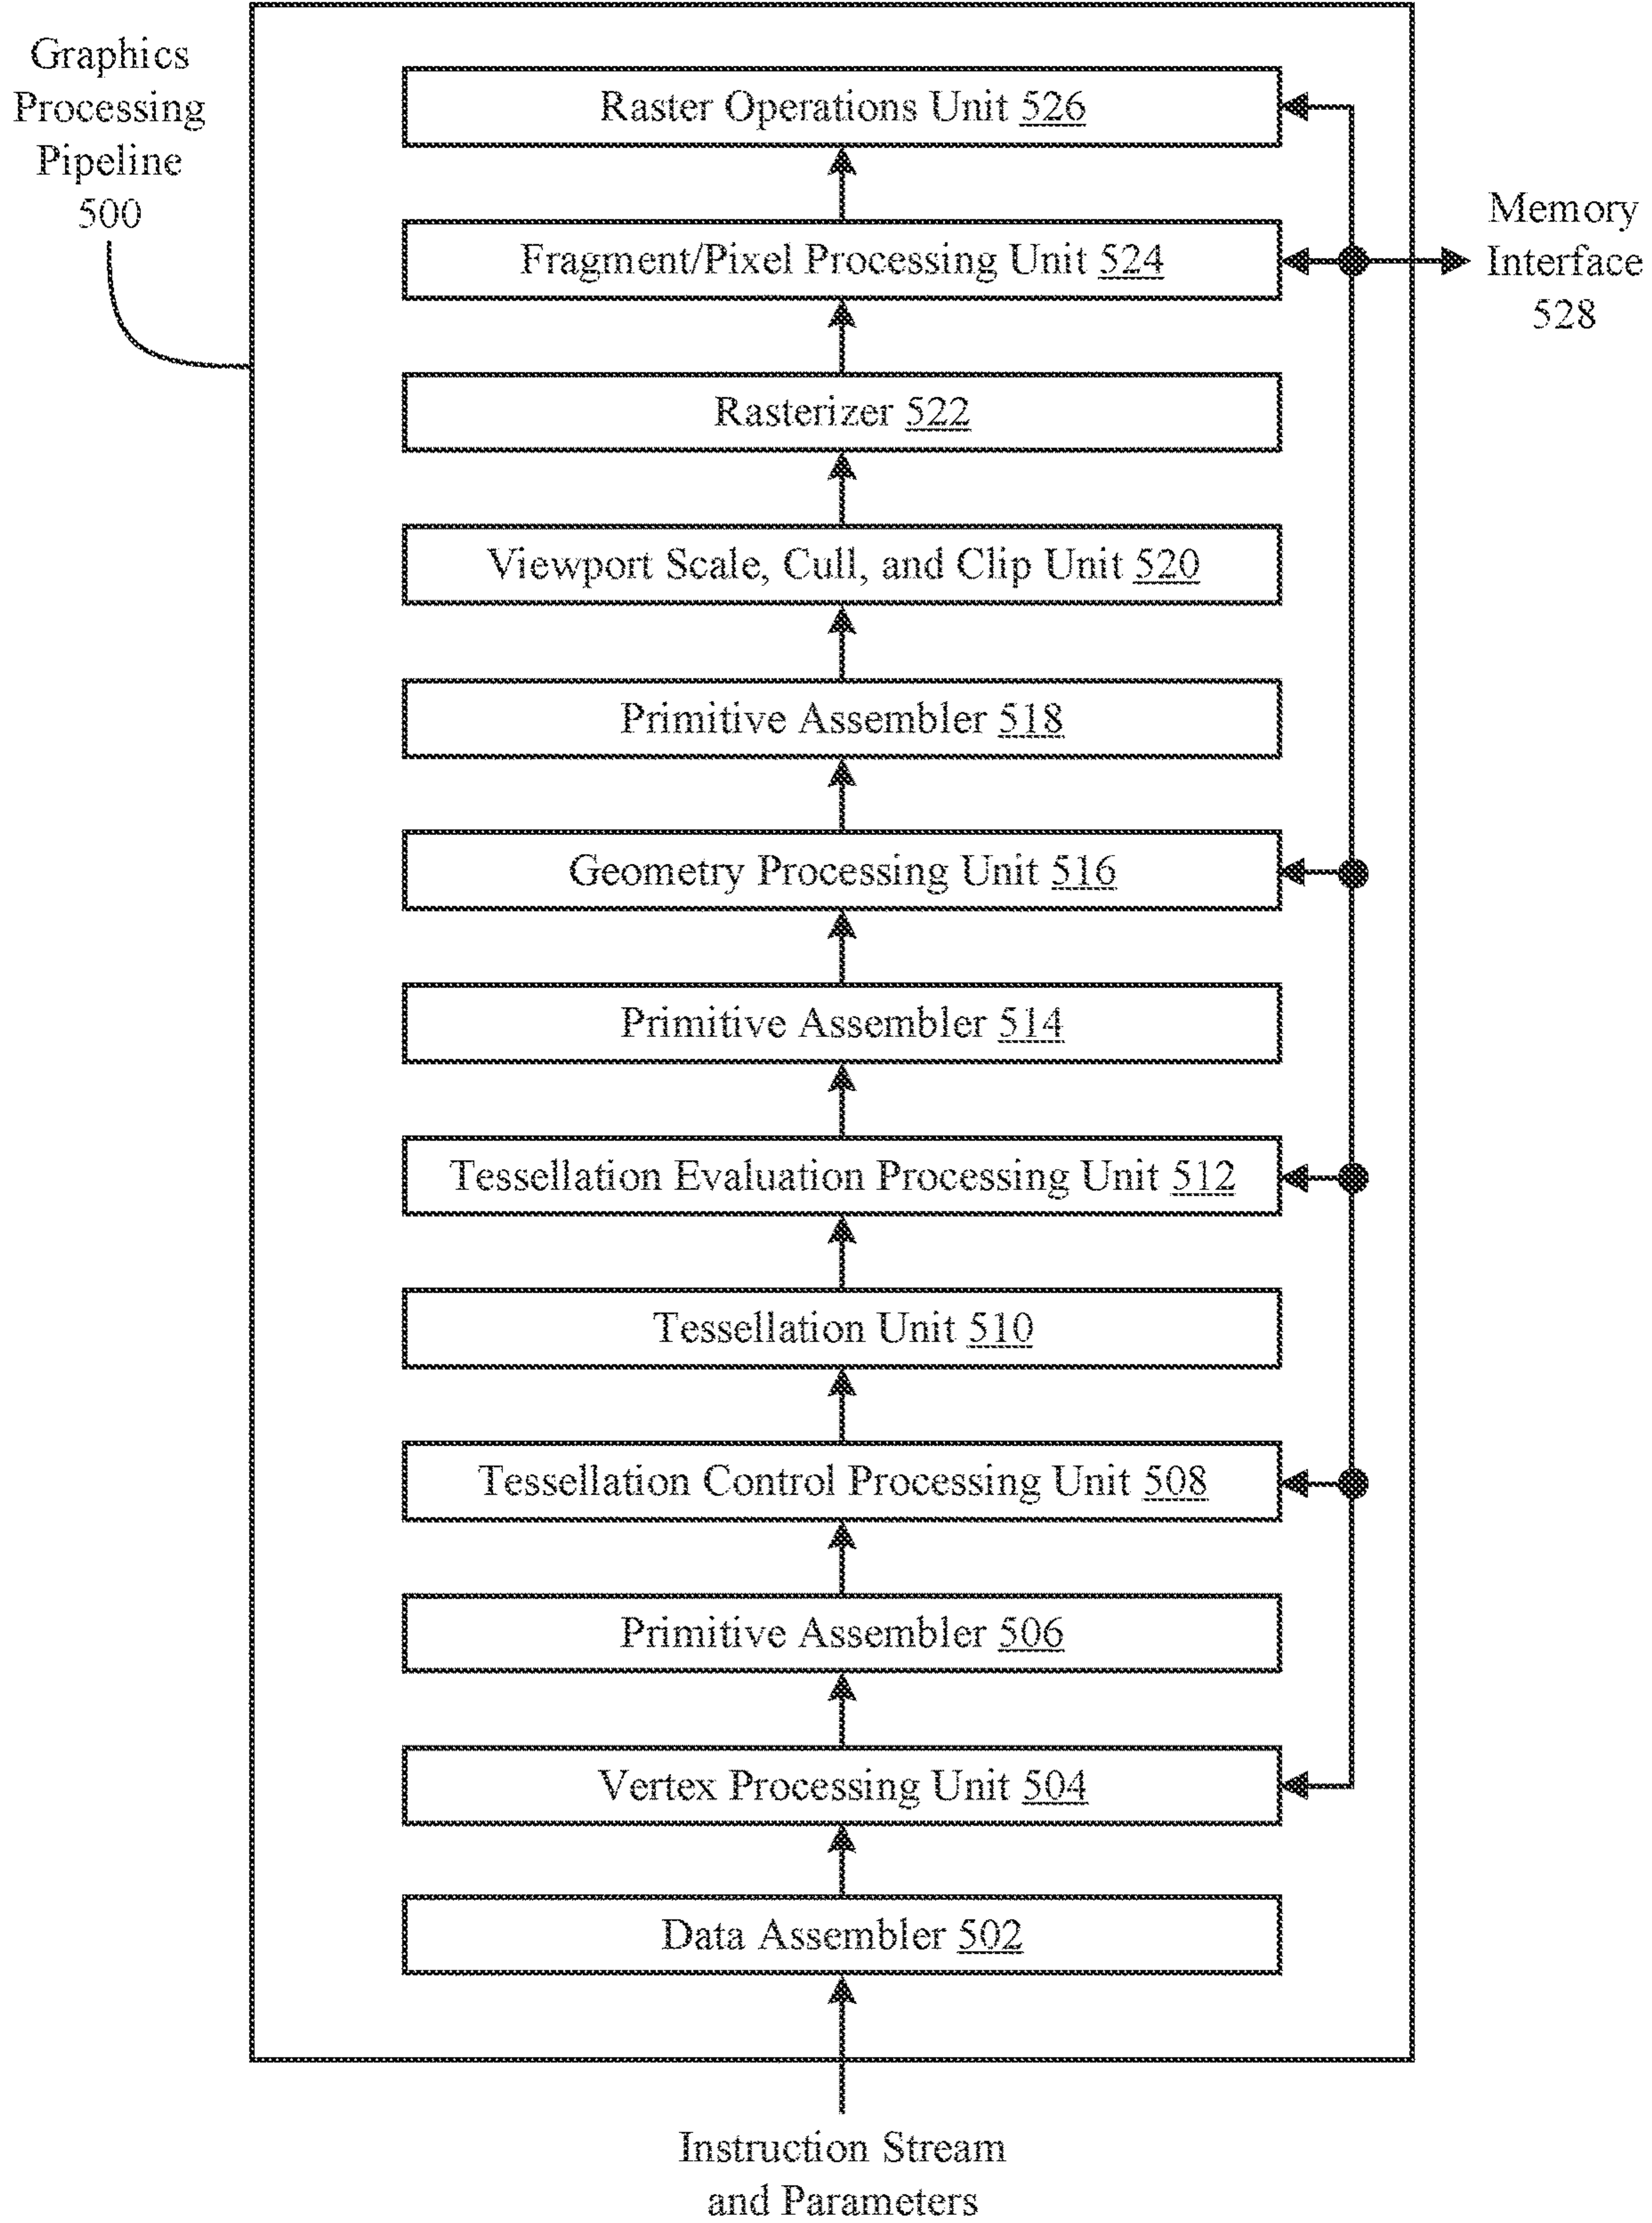 Graphics
Processing
Pipeline
500
Raster Operations Unit 526
Fragment/Pixel Processing Unit 524
Memory
Interface
528
Rasterizer 522
Viewport Scale, Cull, and Clip Unit 520
Primitive Assembler 518
Geometry Processing Unit 516
Primitive Assembler 514
Tessellation Evaluation Processing Unit 512
Tessellation Unit 510
Tessellation Control Processing Unit 508
Primitive Assembler 506
Vertex Processing Unit 504
Data Assembler 502
Instruction Stream
and Parameters